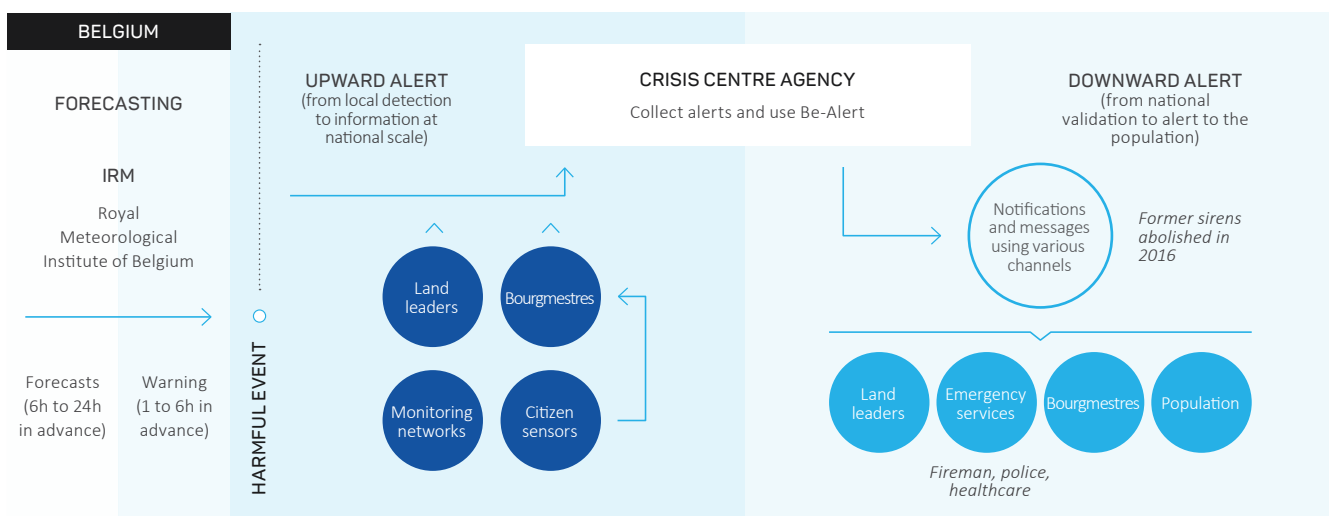 BELGIUM
FORECASTING
IRM
Royal
Meteorological
Institute of Belgium
Forecasts
(6h to 24h
in advance)
Warning
(1 to 6h in
advance)
HARMFUL EVENT
UPWARD ALERT
(from local detection
to information at
national scale)
Land
leaders
Bourgmestres
Monitoring
networks
Citizen
sensors
CRISIS CENTRE AGENCY
Collect alerts and use Be-Alert
DOWNWARD ALERT
(from national
validation to alert to the
population)
Notifications
and messages
using various
channels
Former sirens
abolished in
2016
Land
leaders
Emergency
services
Bourgmestres
Population
Fireman, police,
healthcare